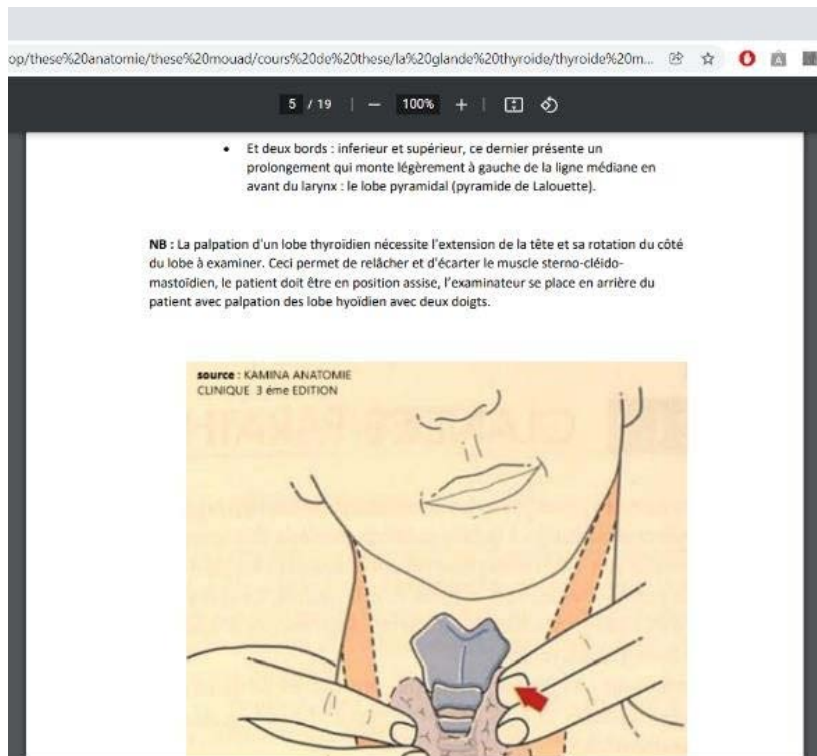 op/these%20anatomie/these%20mouad/cours%20de%20these/la%20glande%20thyroide/thyroide%20m...
5 / 19 | — 100% + |
• Et deux bords : inferieur et supérieur, ce dernier présente un
prolongement qui monte légèrement à gauche de la ligne médiane en
avant du larynx : le lobe pyramidal (pyramide de Lalouette).
NB : La palpation d'un lobe thyroïdien nécessite l'extension de la tête et sa rotation du côté
du lobe à examiner. Ceci permet de relâcher et d'écarter le muscle sterno-cléido-
mastoïdien, le patient doit être en position assise, l'examinateur se place en arrière du
patient avec palpation des lobe hyoïdien avec deux doigts.
source : KAMINA ANATOMIE
CLINIQUE 3 éme EDITION